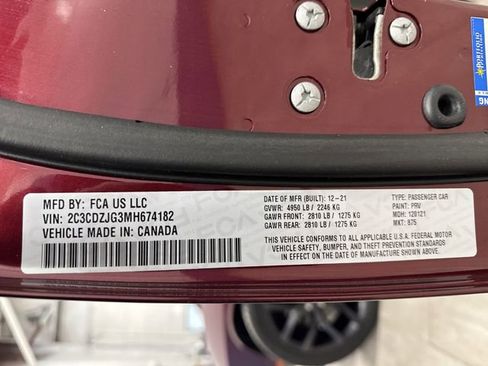 MFD BY: FCA US LLC
VIN: 2C3CDZJG3MH674182
VEHICLE MADE IN: CANADA
DATE OF MFR (BUILT): 12-21
GVWR: 4950 LB / 2246 KG
GAWR FRONT: 2810 LB / 1275 KG
GAWR REAR: 2810 LB / 1275 KG
TYPE: PASSENGER CAR
PAINT: PRV
MDH: 120121
MKT: 875
THIS VEHICLE CONFORMS TO ALL APPLICABLE U.S.A. FEDERAL MOTOR
VEHICLE SAFETY, BUMPER, AND THEFT PREVENTION STANDARDS
IN EFFECT ON THE DATE OF MANUFACTURE SHOWN ABOVE.
PORTFOLIO
NG